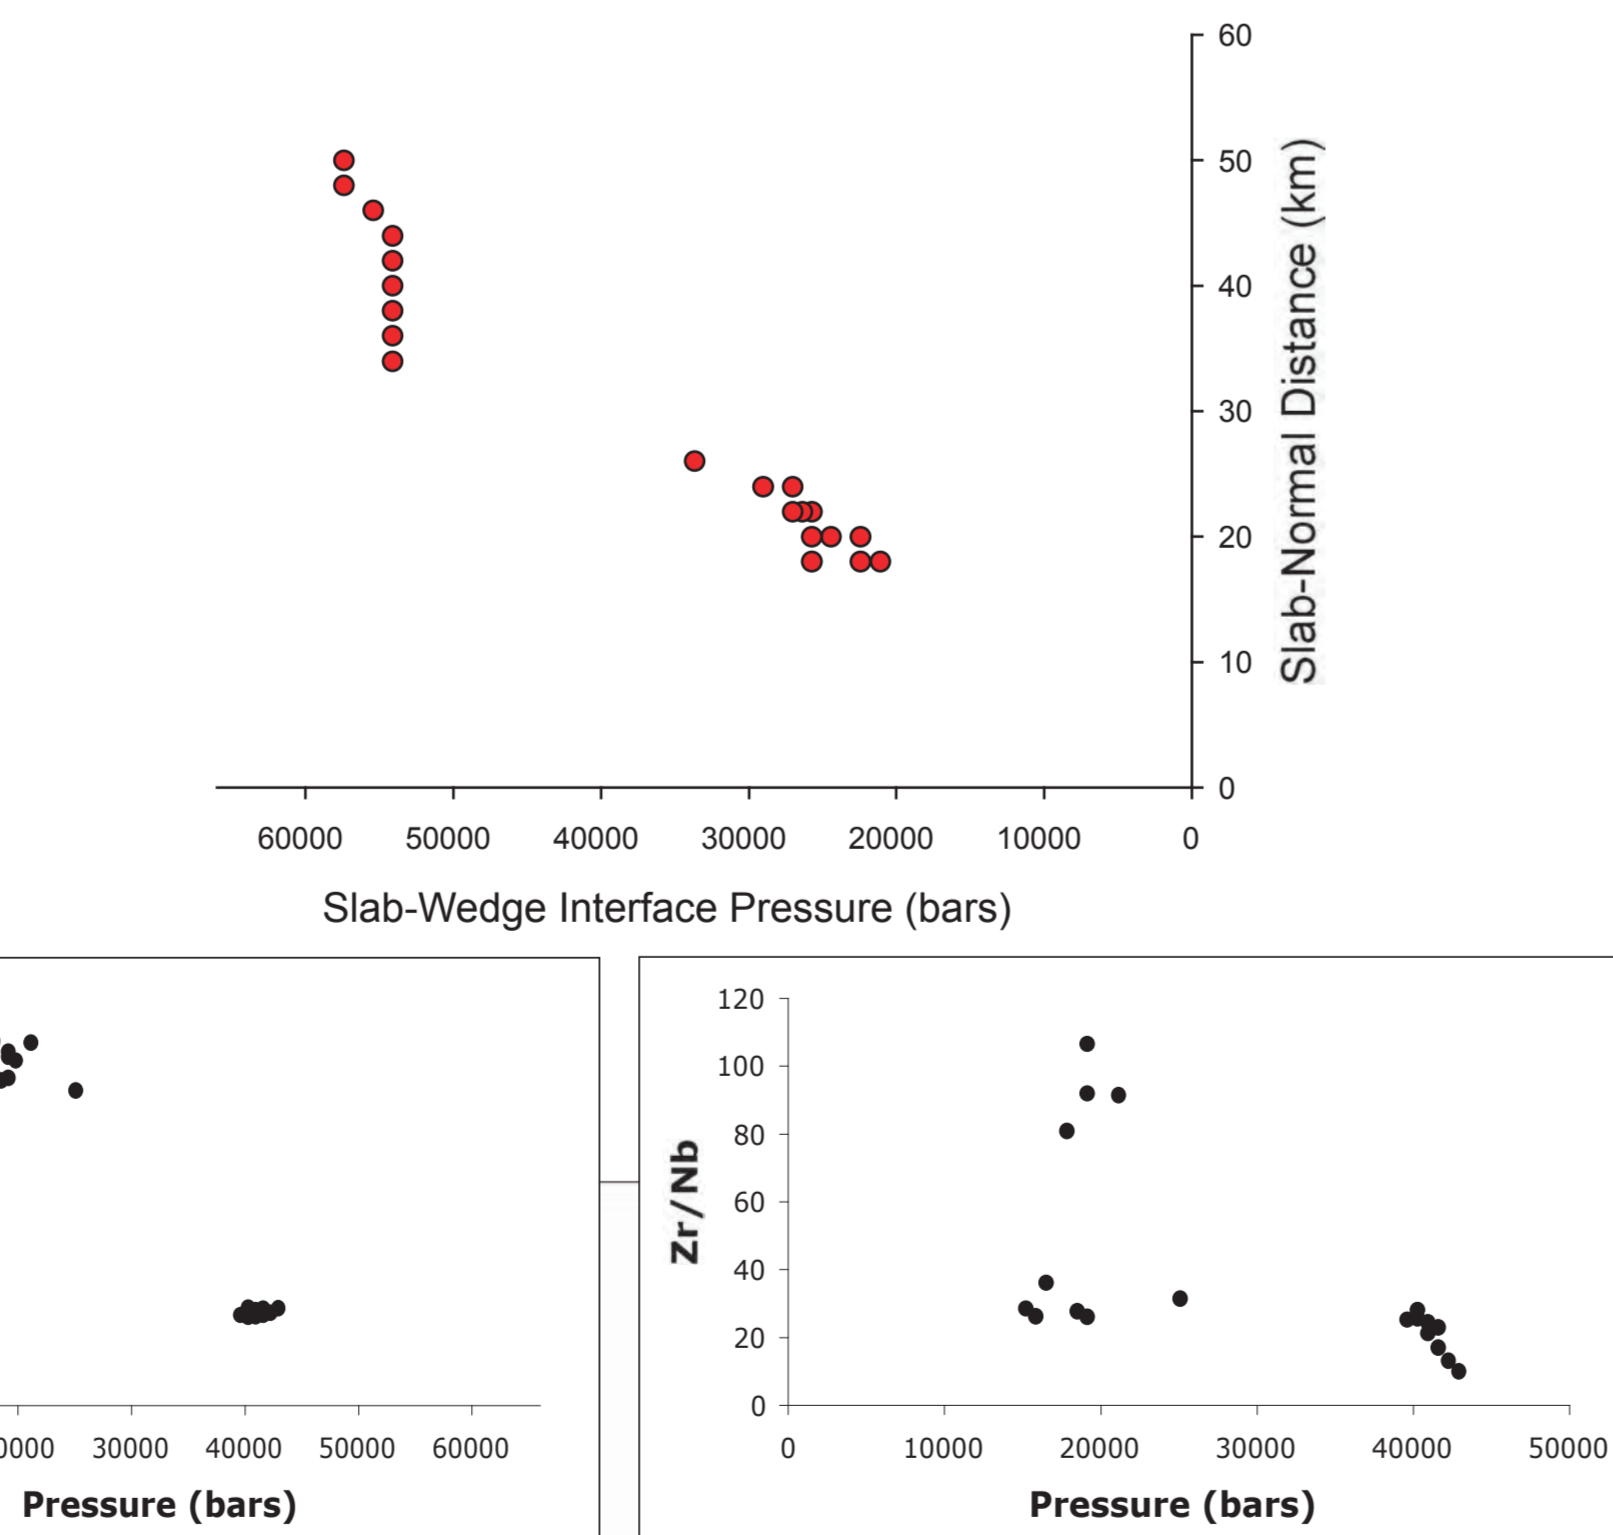 60
50
40
30
20
10
0
Slab-Normal Distance (km)
60000 50000 40000 30000 20000 10000 0
Slab-Wedge Interface Pressure (bars)
0000 30000 40000 50000 60000
Pressure (bars)
120
100
80
60
40
20
0
Zr/Nb
0 10000 20000 30000 40000 50000
Pressure (bars)